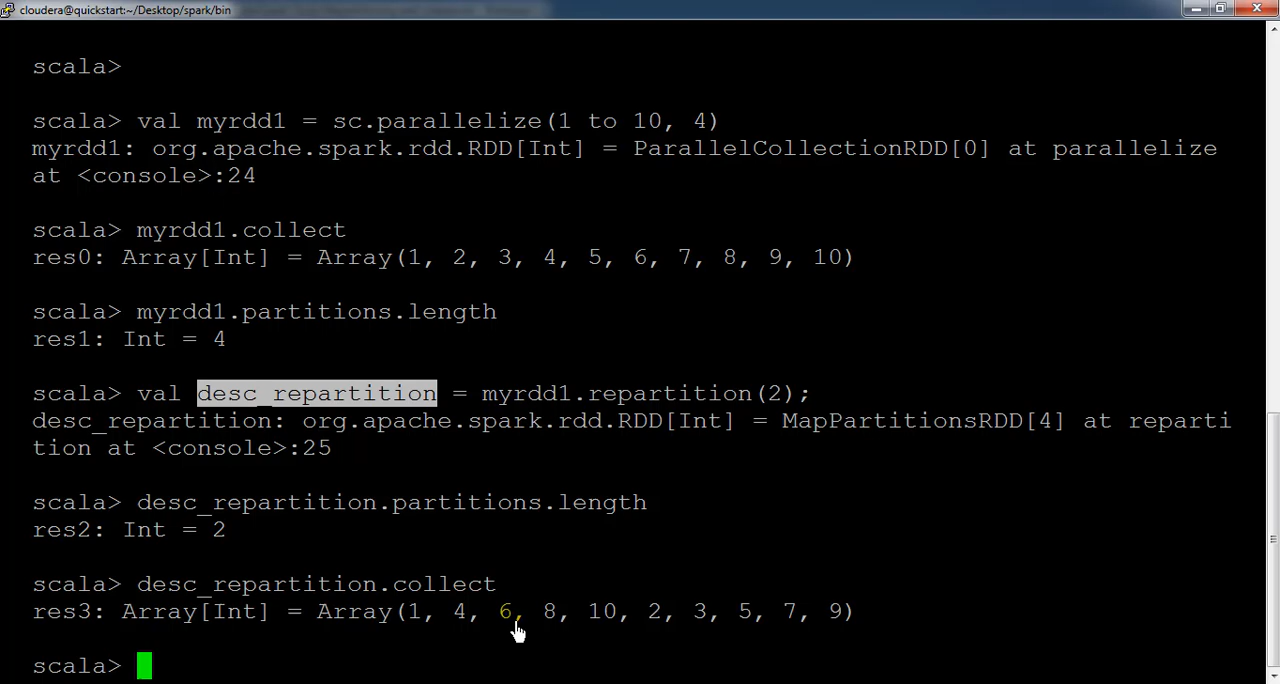 cloudera@quickstart:~/Desktop/spark/bin
scala>
scala> val myrdd1 = sc.parallelize(1 to 10, 4)
myrdd1: org.apache.spark.rdd.RDD[Int] = ParallelCollectionRDD[0] at parallelize
at <console>:24
scala> myrdd1.collect
res0: Array[Int] = Array(1, 2, 3, 4, 5, 6, 7, 8, 9, 10)
scala> myrdd1.partitions.length
res1: Int = 4
scala> val desc_repartition = myrdd1.repartition(2);
desc_repartition: org.apache.spark.rdd.RDD[Int] = MapPartitionsRDD[4] at reparti
tion at <console>:25
scala> desc_repartition.partitions.length
res2: Int = 2
scala> desc_repartition.collect
res3: Array[Int] = Array(1, 4, 6, 8, 10, 2, 3, 5, 7, 9)
scala>